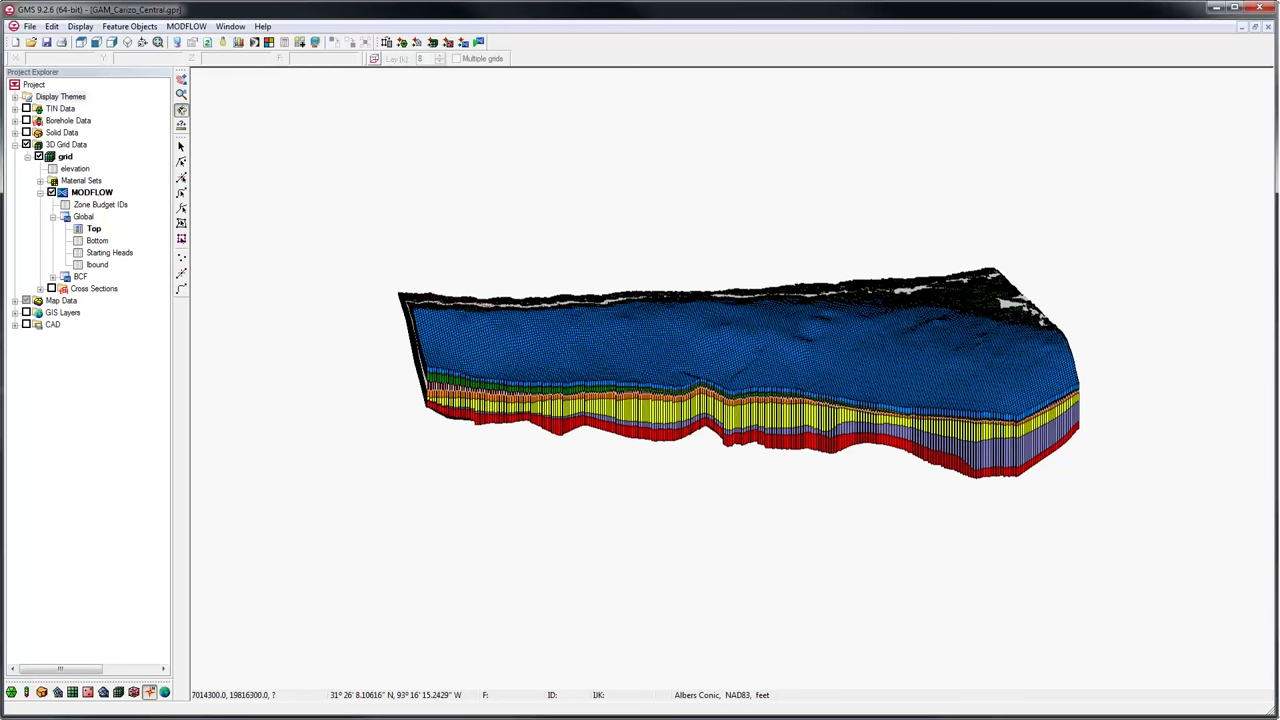 GMS 9.2.6 (64-bit) - [GAM_Carizo_Central.gpr]
File Edit Display Feature Objects MODFLOW Window Help
X: Y: Z: F: Lay (k) 8 Multiple grids
Project Explorer
Project
Display Themes
TIN Data
Borehole Data
Solid Data
3D Grid Data
grid
elevation
Material Sets
MODFLOW
Zone Budget IDs
Global
Top
Bottom
Starting Heads
Ibound
BCF
Cross Sections
Map Data
GIS Layers
CAD
7014300.0, 19816300.0, ? 31° 26' 8.10616" N, 93° 16' 15.2429" W F: ID: DK: Albers Conic, NAD83, feet